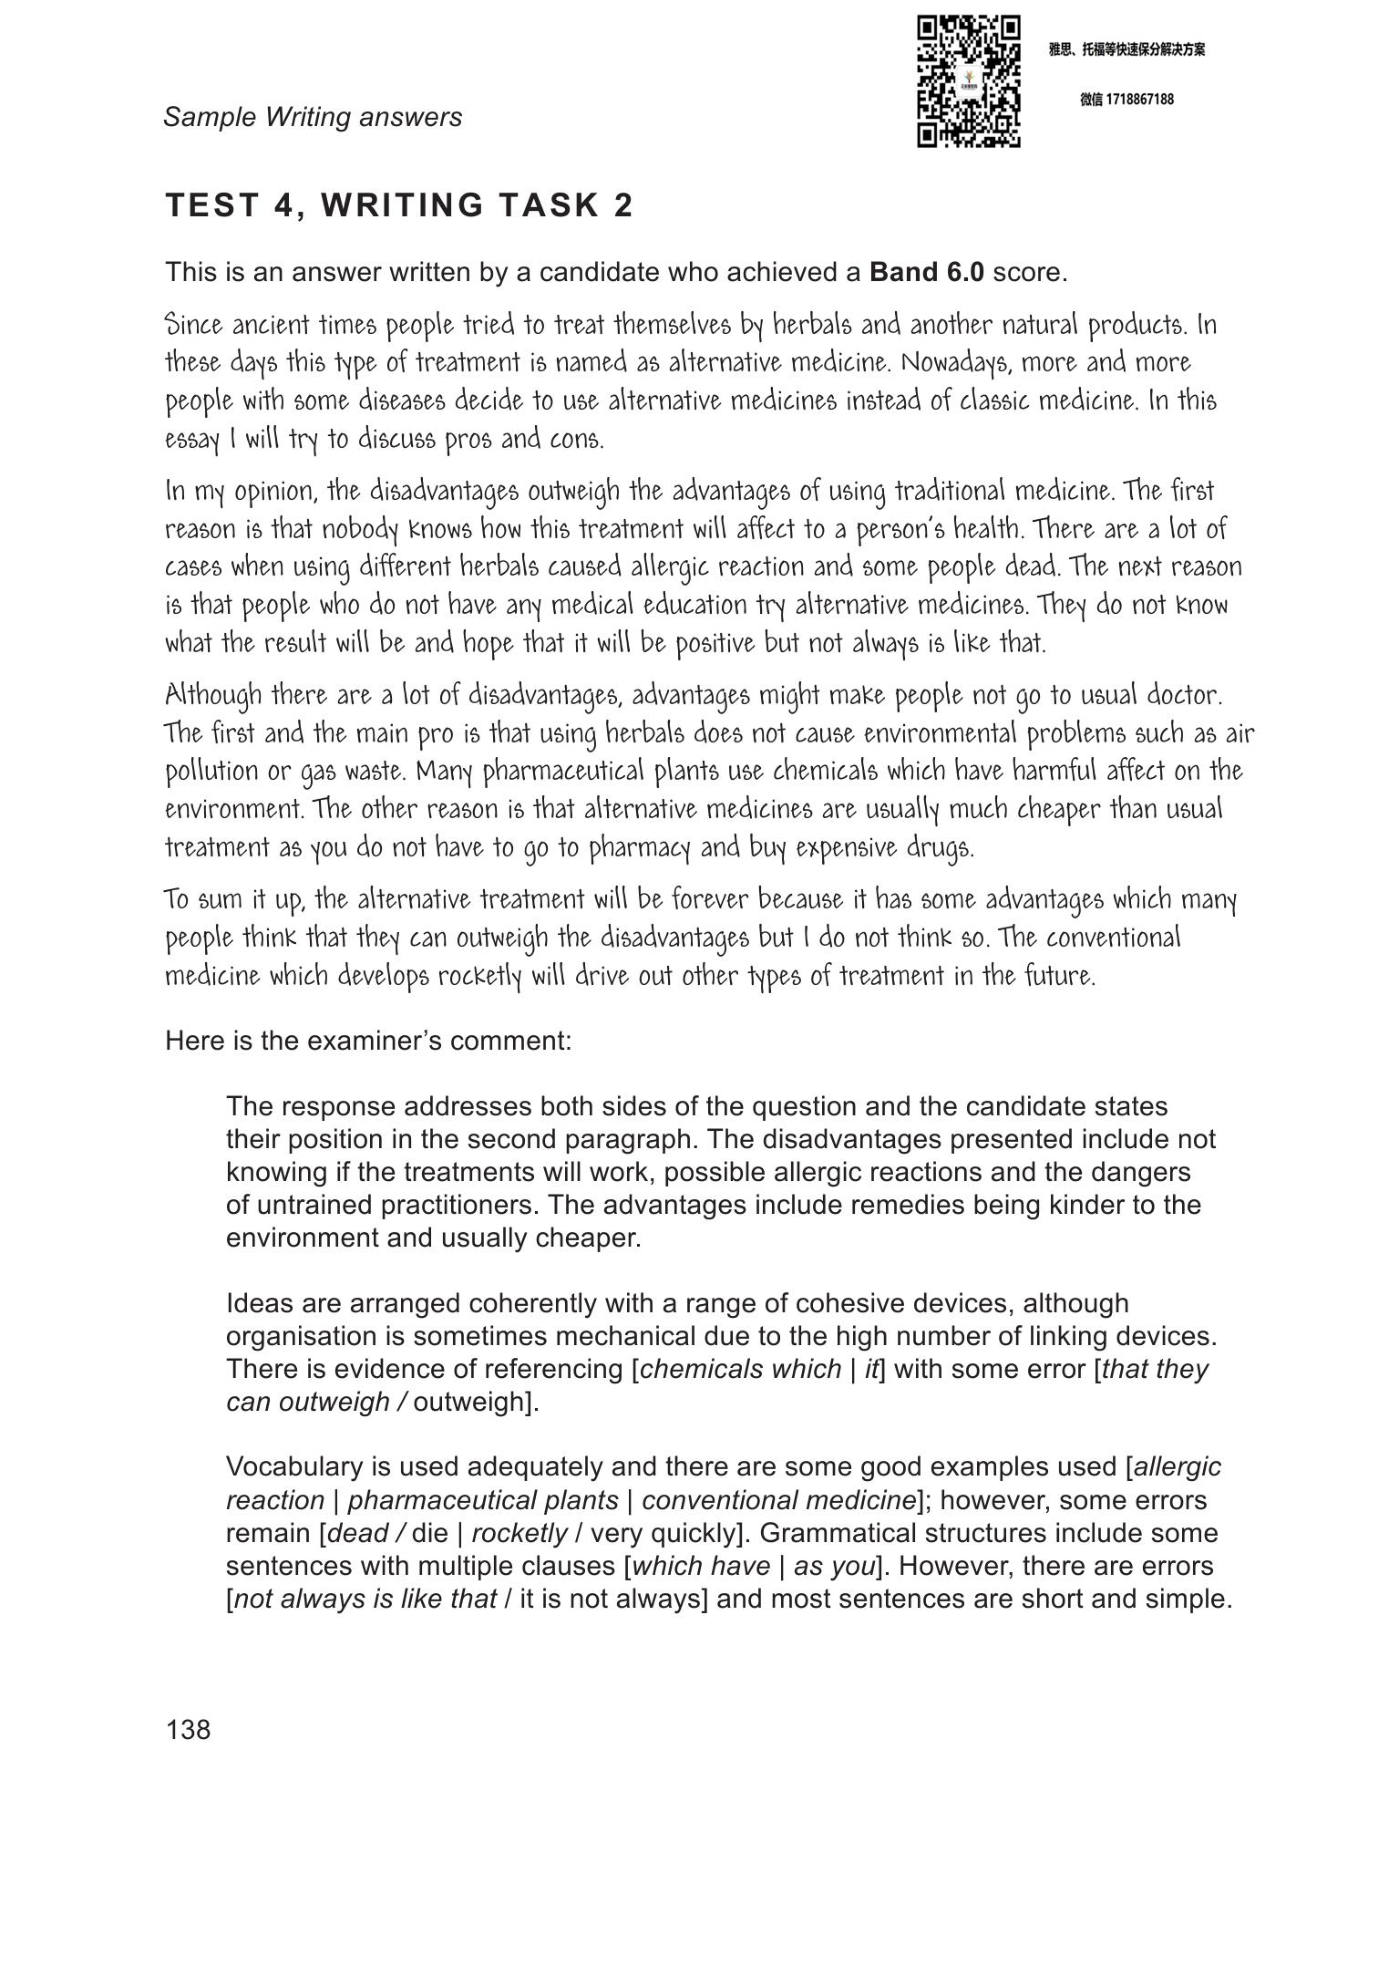 雅思、托福等快速保分解决方案
微信 1718867188
Sample Writing answers
TEST 4, WRITING TASK 2
This is an answer written by a candidate who achieved a Band 6.0 score.
Since ancient times people tried to treat themselves by herbals and another natural products. In
these days this type of treatment is named as alternative medicine. Nowadays, more and more
people with some diseases decide to use alternative medicines instead of classic medicine. In this
essay I will try to discuss pros and cons.
In my opinion, the disadvantages outweigh the advantages of using traditional medicine. The first
reason is that nobody knows how this treatment will affect to a person's health. There are a lot of
cases when using different herbals caused allergic reaction and some people dead. The next reason
is that people who do not have any medical education try alternative medicines. They do not know
what the result will be and hope that it will be positive but not always is like that.
Although there are a lot of disadvantages, advantages might make people not go to usual doctor.
The first and the main pro is that using herbals does not cause environmental problems such as air
pollution or gas waste. Many pharmaceutical plants use chemicals which have harmful affect on the
environment. The other reason is that alternative medicines are usually much cheaper than usual
treatment as you do not have to go to pharmacy and buy expensive drugs.
To sum it up, the alternative treatment will be forever because it has some advantages which many
people think that they can outweigh the disadvantages but I do not think so. The conventional
medicine which develops rocketly will drive out other types of treatment in the future.
Here is the examiner's comment:
The response addresses both sides of the question and the candidate states
their position in the second paragraph. The disadvantages presented include not
knowing if the treatments will work, possible allergic reactions and the dangers
of untrained practitioners. The advantages include remedies being kinder to the
environment and usually cheaper.
Ideas are arranged coherently with a range of cohesive devices, although
organisation is sometimes mechanical due to the high number of linking devices.
There is evidence of referencing [chemicals which | it] with some error [that they
can outweigh / outweigh].
Vocabulary is used adequately and there are some good examples used [allergic
reaction | pharmaceutical plants | conventional medicine]; however, some errors
remain [dead / die | rocketly / very quickly]. Grammatical structures include some
sentences with multiple clauses [which have | as you]. However, there are errors
[not always is like that / it is not always] and most sentences are short and simple.
138